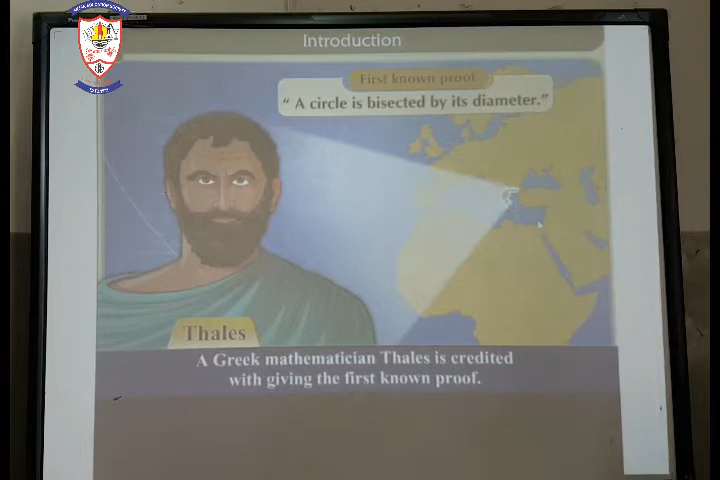 Introduction
First known proof
“ A circle is bisected by its diameter.”
Thales
A Greek mathematician Thales is credited
with giving the first known proof.